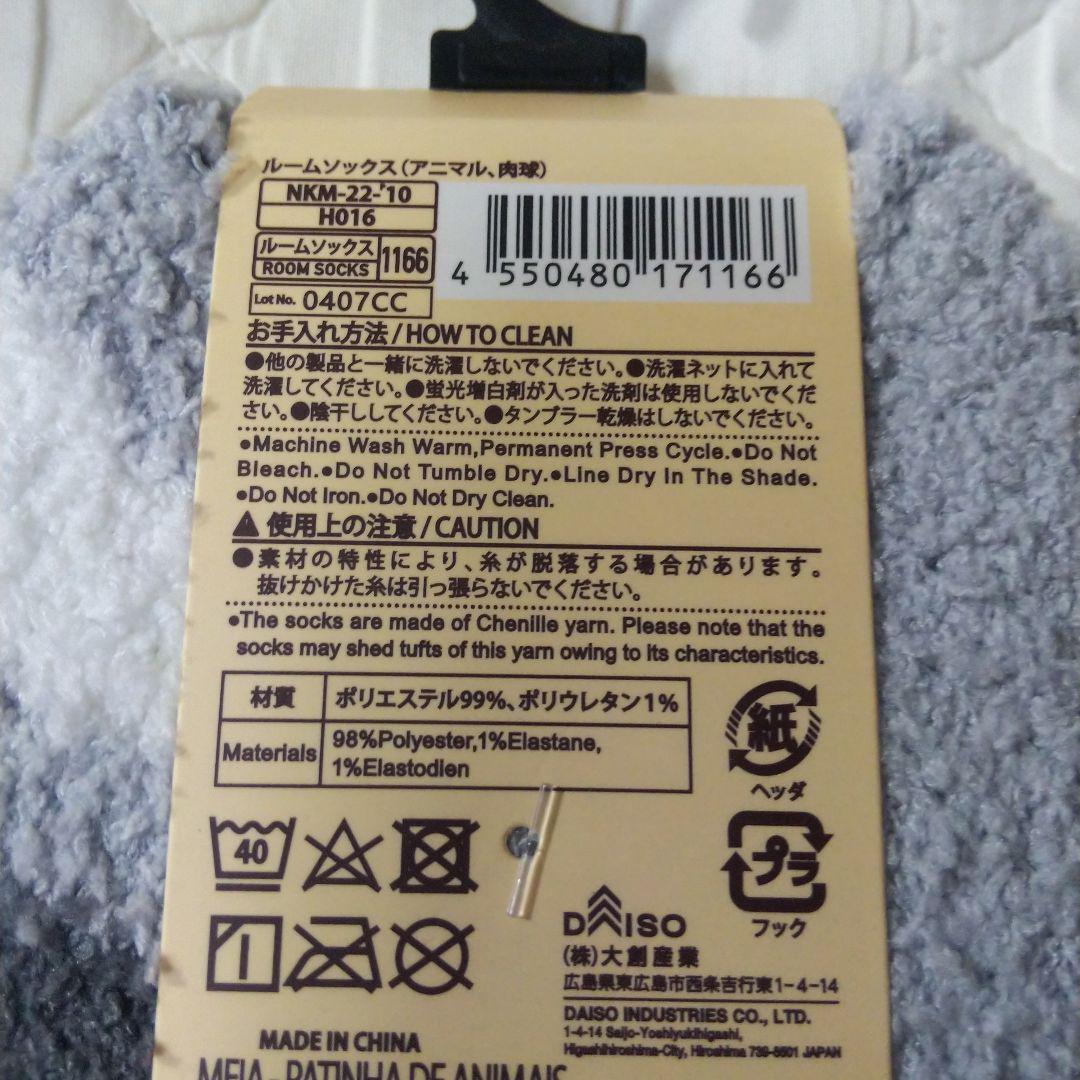 ルームソックス(アニマル、肉球)
NKM-22-'10
H016
ルームソックス
ROOM SOCKS
1166
Lot No. 0407CC
4 550480 171166
お手入れ方法/HOW TO CLEAN
●他の製品と一緒に洗濯しないでください。●洗濯ネットに入れて
洗濯してください。●蛍光増白剤が入った洗剤は使用しないでくだ
さい。●陰干ししてください。●タンブラー乾燥はしないでください。
●Machine Wash Warm,Permanent Press Cycle.●Do Not
Bleach.●Do Not Tumble Dry.●Line Dry In The Shade.
●Do Not Iron.●Do Not Dry Clean.
使用上の注意/CAUTION
●素材の特性により、糸が脱落する場合があります。
抜けかけた糸は引っ張らないでください。
●The socks are made of Chenille yarn. Please note that the
socks may shed tufts of this yarn owing to its characteristics.
材質 ポリエステル99%、ポリウレタン1%
Materials 98%Polyester,1%Elastane,
1%Elastodien
紙
ヘッダ
40
プラ
フック
DAISO
(株)大創産業
広島県東広島市西条吉行東1-4-14
DAISO INDUSTRIES CO., LTD.
1-4-14 Saijo-Yoshiyukihigashi,
Higashihiroshima-City, Hiroshima 739-8501 JAPAN
MADE IN CHINA
MEIA - PATINHA DE ANIMAIS